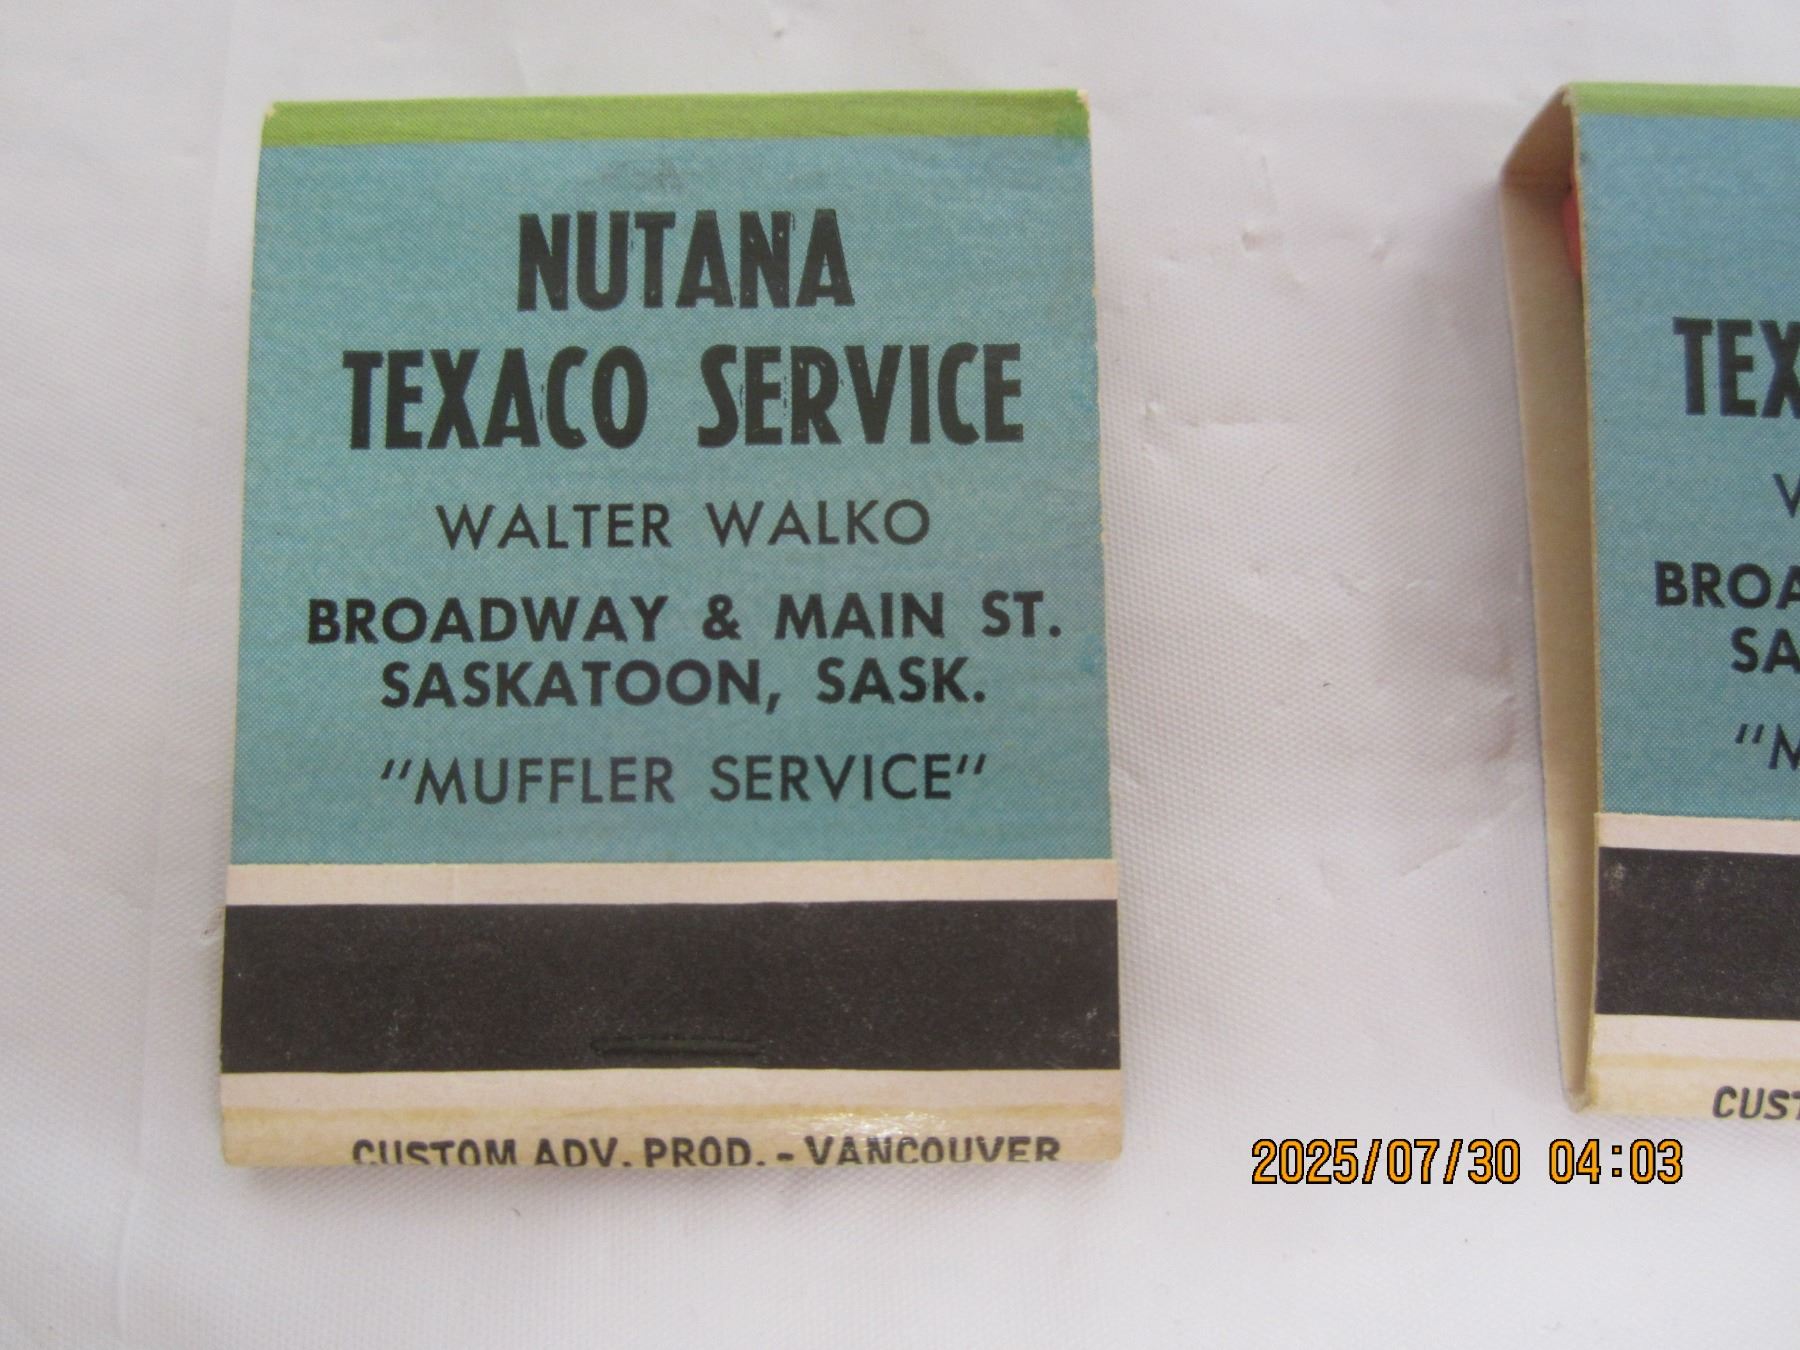 NUTANA
TEXACO SERVICE
WALTER WALKO
BROADWAY & MAIN ST.
SASKATOON, SASK.
"MUFFLER SERVICE"
CUSTOM ADV. PROD. - VANCOUVER
TEX
BROA
SA
"M
CUST
2025/07/30 04:03